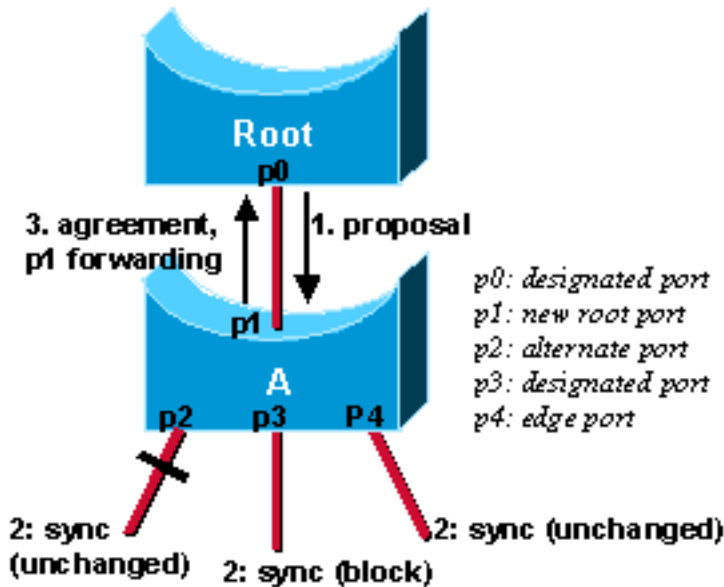 Root
p0
3. agreement,
p1 forwarding
1. proposal
p1
A
p2
p3
P4
p0: designated port
p1: new root port
p2: alternate port
p3: designated port
p4: edge port
2: sync
(unchanged)
2: sync (block)
2: sync (unchanged)